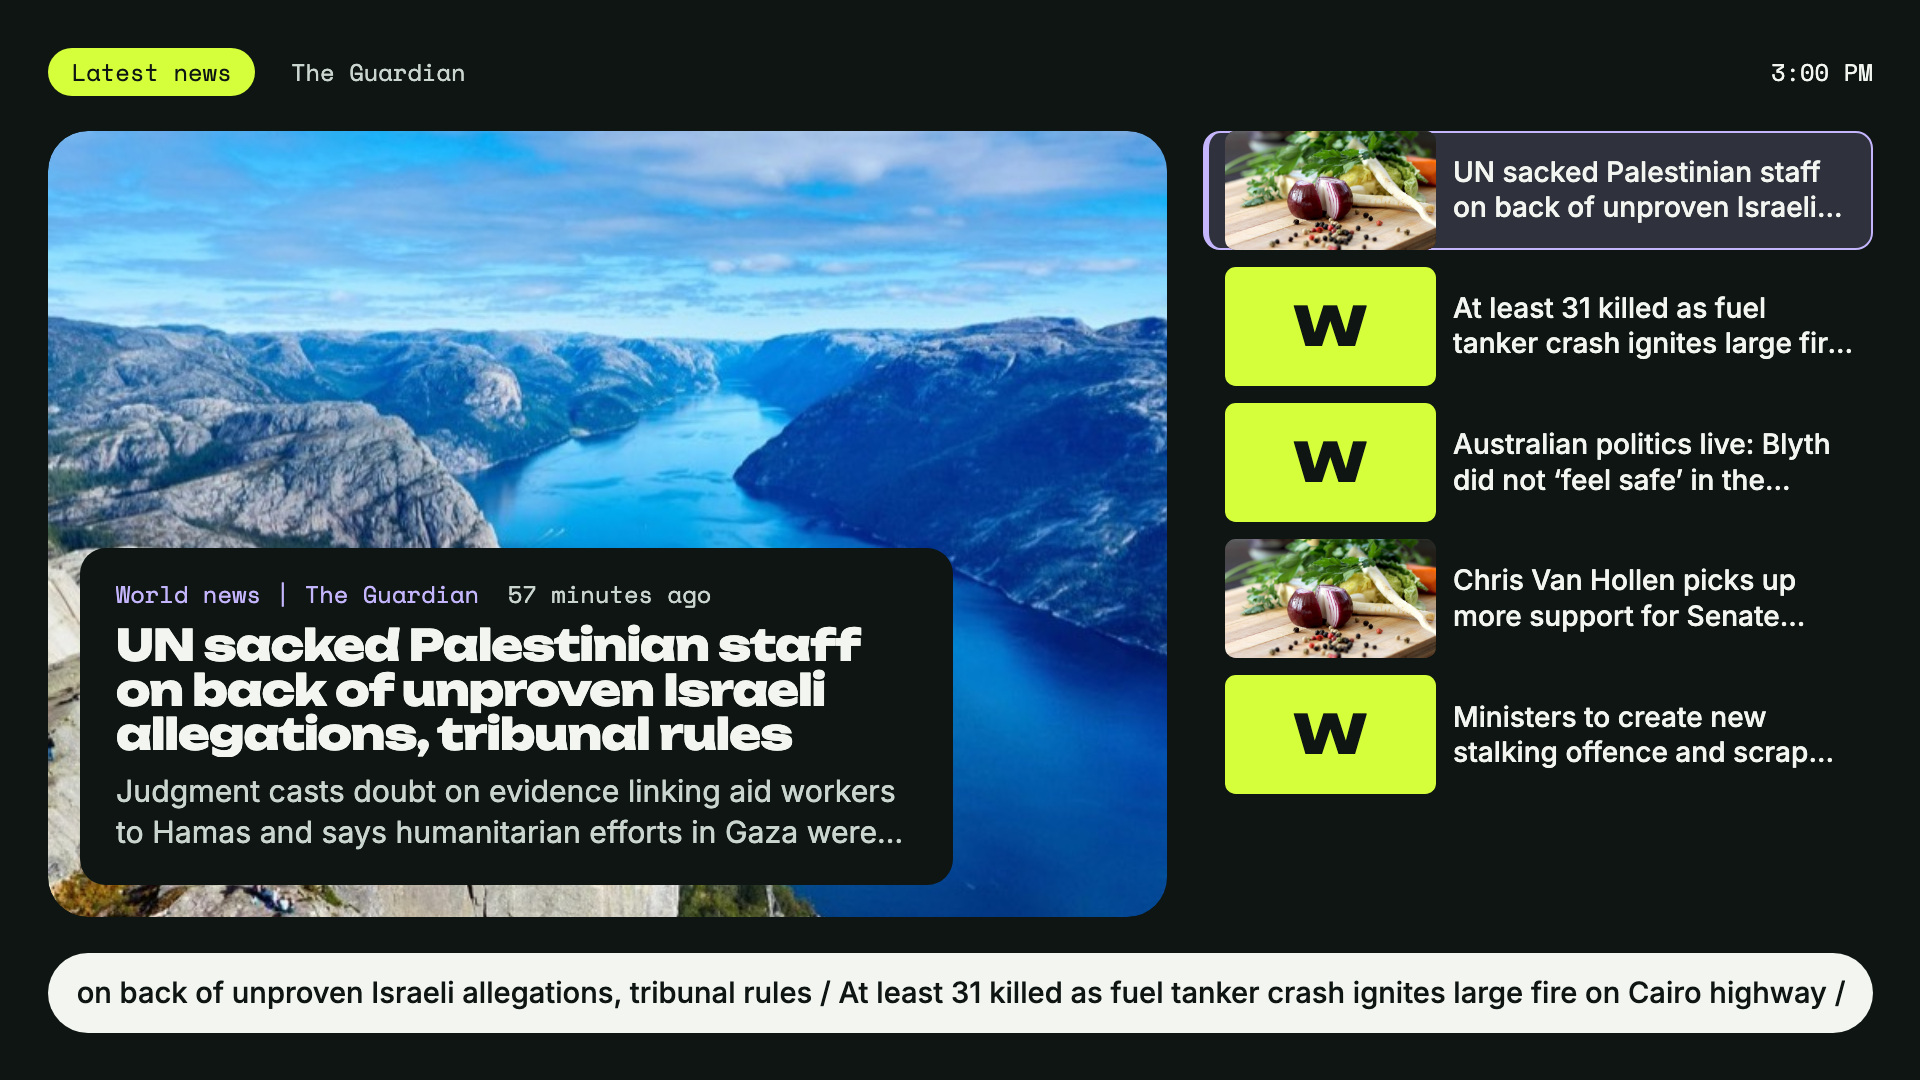 Latest news
The Guardian
3:00 PM
World news | The Guardian 57 minutes ago
UN sacked Palestinian staff
on back of unproven Israeli
allegations, tribunal rules
Judgment casts doubt on evidence linking aid workers
to Hamas and says humanitarian efforts in Gaza were...
UN sacked Palestinian staff
on back of unproven Israeli...
W
At least 31 killed as fuel
tanker crash ignites large fir...
W
Australian politics live: Blyth
did not ‘feel safe’ in the...
Chris Van Hollen picks up
more support for Senate...
W
Ministers to create new
stalking offence and scrap...
on back of unproven Israeli allegations, tribunal rules / At least 31 killed as fuel tanker crash ignites large fire on Cairo highway /